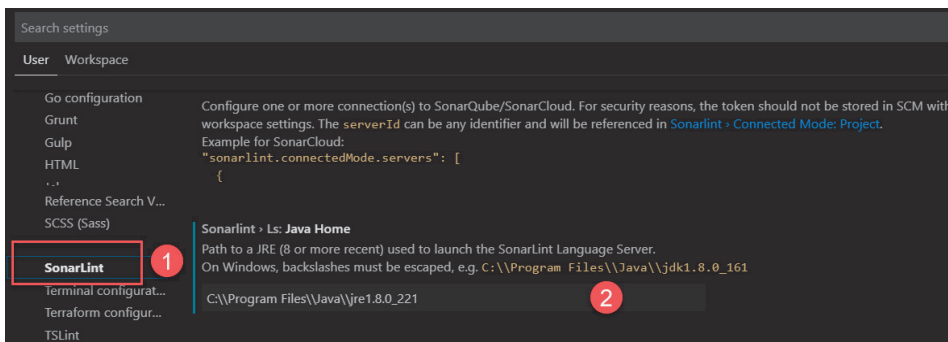 Search settings
User Workspace
Go configuration
Grunt
Gulp
HTML
Reference Search V...
SCSS (Sass)
SonarLint
Terminal configurat...
Terraform configur...
TSLint
1
Configure one or more connection(s) to SonarQube/SonarCloud. For security reasons, the token should not be stored in SCM with
workspace settings. The serverId can be any identifier and will be referenced in Sonarlint › Connected Mode: Project.
Example for SonarCloud:
"sonarlint.connectedMode.servers": [
{
Sonarlint › Ls: Java Home
Path to a JRE (8 or more recent) used to launch the SonarLint Language Server.
On Windows, backslashes must be escaped, e.g. C:\\Program Files\\Java\\jdk1.8.0_161
C:\\Program Files\\Java\\jre1.8.0_221
2